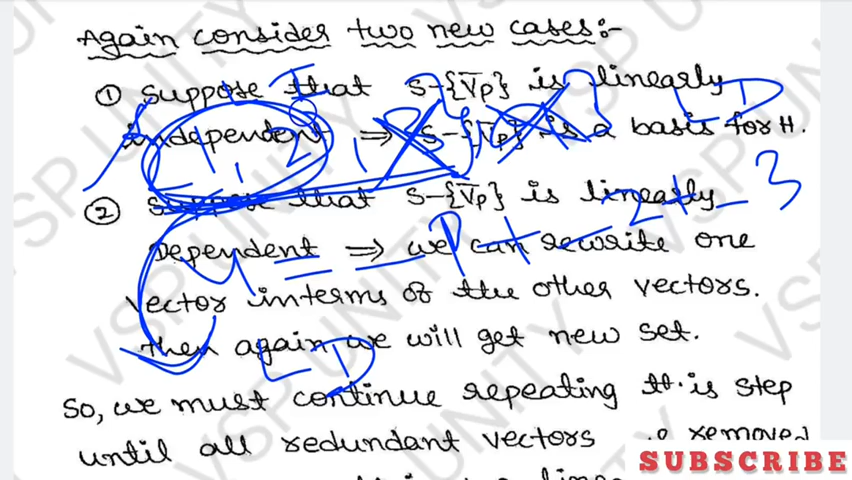 Again consider two new cases:-
① Suppose that S-{V̅p} is linearly
independent ⇒ S-{V̅p} is a basis for H.
② Suppose that S-{V̅p} is linearly
Dependent ⇒ we can rewrite one
vector interms of the other vectors.
then again we will get new set.
So, we must continue repeating this step
until all redundant vectors removed
SUBSCRIBE